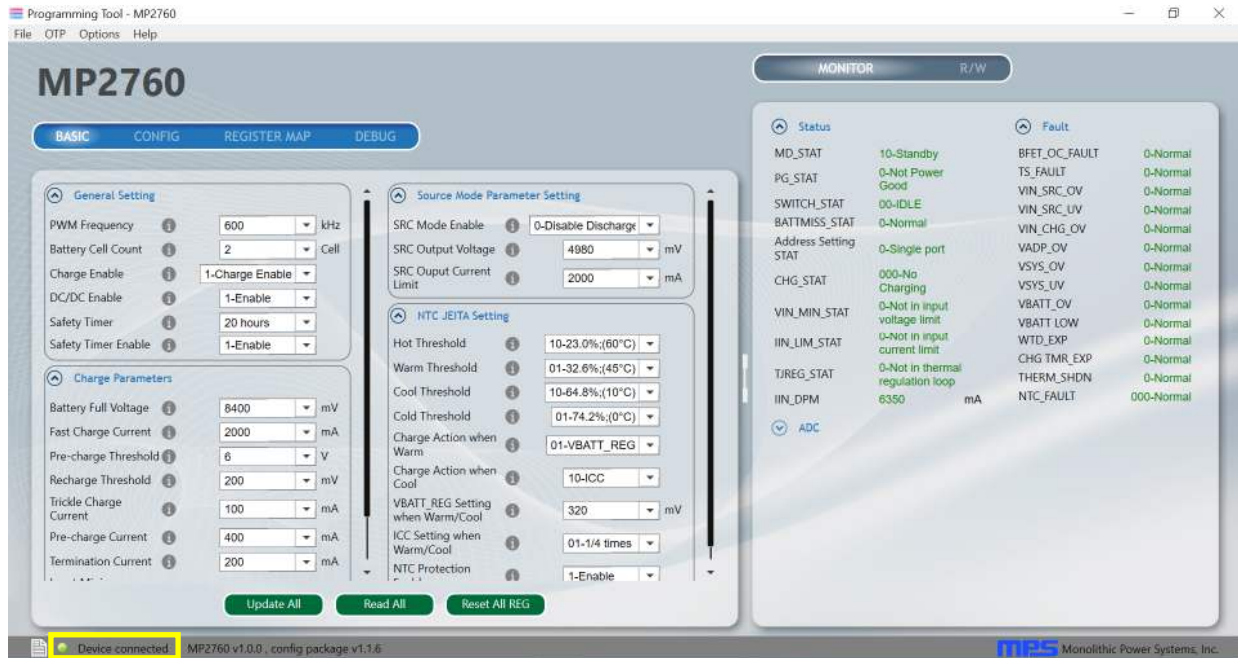 Programming Tool - MP2760
File OTP Options Help
MP2760
BASIC CONFIG REGISTER MAP DEBUG
General Setting
PWM Frequency 600 kHz
Battery Cell Count 2 Cell
Charge Enable 1-Charge Enable
DC/DC Enable 1-Enable
Safety Timer 20 hours
Safety Timer Enable 1-Enable
Charge Parameters
Battery Full Voltage 8400 mV
Fast Charge Current 2000 mA
Pre-charge Threshold 6 V
Recharge Threshold 200 mV
Trickle Charge
Current 100 mA
Pre-charge Current 400 mA
Termination Current 200 mA
Source Mode Parameter Setting
SRC Mode Enable 0-Disable Discharge
SRC Output Voltage 4980 mV
SRC Ouput Current
Limit 2000 mA
NTC JEITA Setting
Hot Threshold 10-23.0%;(60°C)
Warm Threshold 01-32.6%;(45°C)
Cool Threshold 10-64.8%;(10°C)
Cold Threshold 01-74.2%;(0°C)
Charge Action when
Warm 01-VBATT_REG
Charge Action when
Cool 10-ICC
VBATT_REG Setting
when Warm/Cool 320 mV
ICC Setting when
Warm/Cool 01-1/4 times
NTC Protection
1-Enable
Update All Read All Reset All REG
MONITOR R/W
Status
MD_STAT 10-Standby
PG_STAT 0-Not Power
Good
SWITCH_STAT 00-IDLE
BATTMISS_STAT 0-Normal
Address Setting
STAT 0-Single port
CHG_STAT 000-No
Charging
VIN_MIN_STAT 0-Not in input
voltage limit
IIN_LIM_STAT 0-Not in input
current limit
TJREG_STAT 0-Not in thermal
regulation loop
IIN_DPM 6350 mA
ADC
Fault
BFET_OC_FAULT 0-Normal
TS_FAULT 0-Normal
VIN_SRC_OV 0-Normal
VIN_SRC_UV 0-Normal
VIN_CHG_OV 0-Normal
VADP_OV 0-Normal
VSYS_OV 0-Normal
VSYS_UV 0-Normal
VBATT_OV 0-Normal
VBATT LOW 0-Normal
WTD_EXP 0-Normal
CHG TMR_EXP 0-Normal
THERM_SHDN 0-Normal
NTC_FAULT 000-Normal
Device connected MP2760 v1.0.0 , config package v1.1.6
MPS Monolithic Power Systems, Inc.